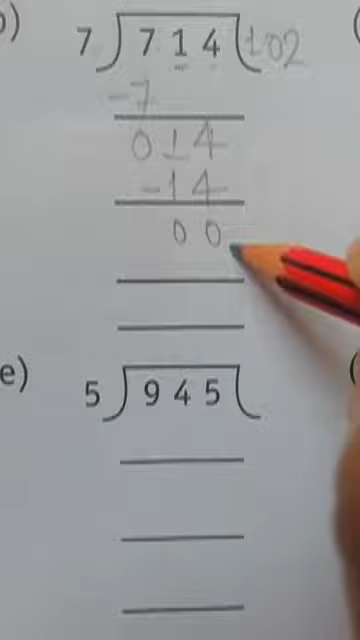 b)
7 ) 7 1 4 ( 102
-7
0 1 4
-1 4
0 0
e)
5 ) 9 4 5 (